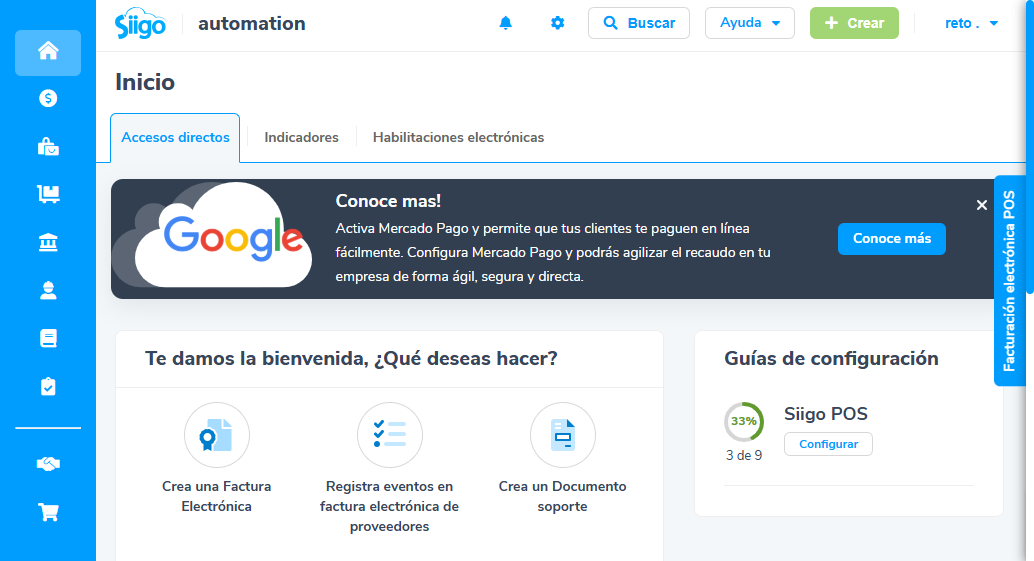 Siigo
automation
Buscar
Ayuda
Crear
reto .
Inicio
Accesos directos
Indicadores
Habilitaciones electrónicas
Google
Conoce mas!
Activa Mercado Pago y permite que tus clientes te paguen en línea
fácilmente. Configura Mercado Pago y podrás agilizar el recaudo en tu
empresa de forma ágil, segura y directa.
Conoce más
Facturación electrónica POS
Te damos la bienvenida, ¿Qué deseas hacer?
Crea una Factura
Electrónica
Registra eventos en
factura electrónica de
proveedores
Crea un Documento
soporte
Guías de configuración
33%
3 de 9
Siigo POS
Configurar